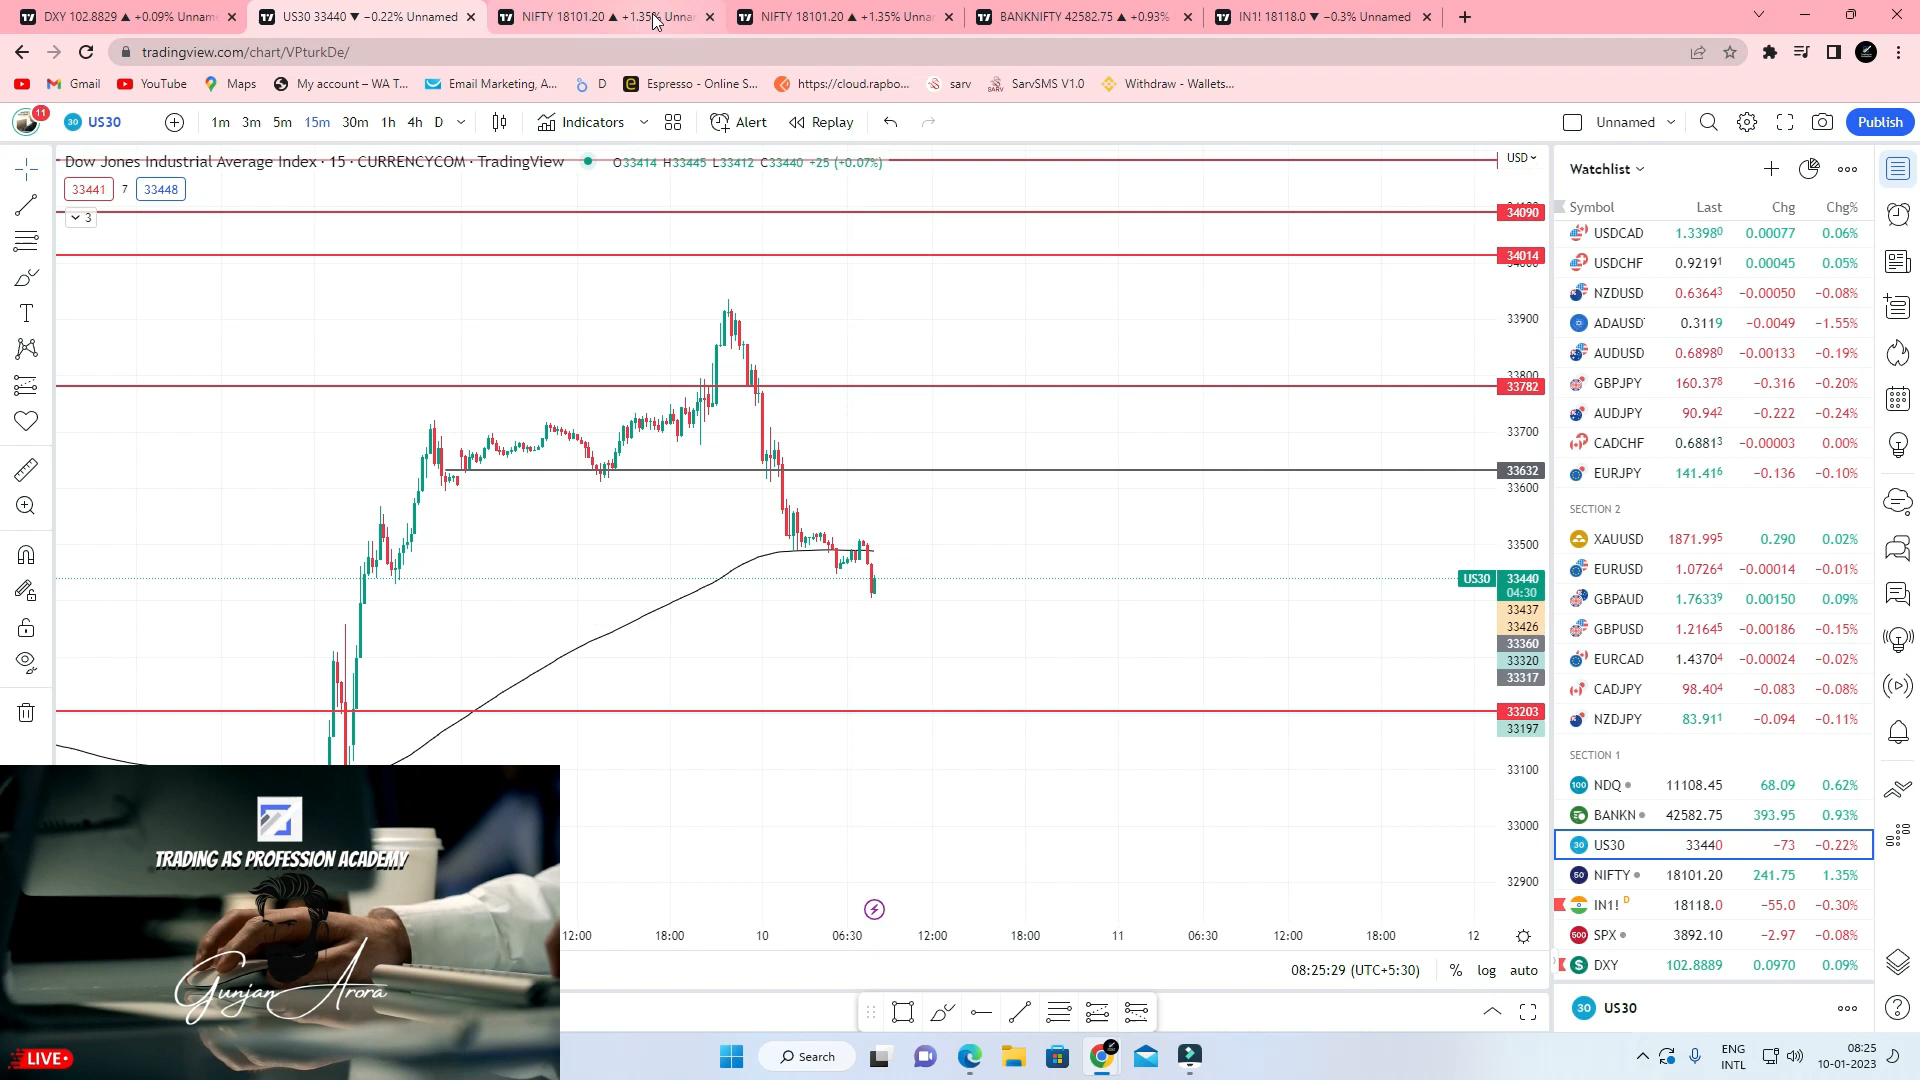 DXY 102.8829 ▲ +0.09% Unname
US30 33440 ▼ −0.22% Unnamed
NIFTY 18101.20 ▲ +1.35% Unnar
NIFTY 18101.20 ▲ +1.35% Unnar
BANKNIFTY 42582.75 ▲ +0.93%
IN1! 18118.0 ▼ −0.3% Unnamed
tradingview.com/chart/VPturkDe/
Gmail
YouTube
Maps
My account – WA T...
Email Marketing, A...
D
Espresso - Online S...
https://cloud.rapbo...
sarv
SarvSMS V1.0
Withdraw - Wallets...
11
30 US30
1m 3m 5m 15m 30m 1h 4h D
Indicators
Alert
Replay
Unnamed
Publish
Dow Jones Industrial Average Index · 15 · CURRENCYCOM · TradingView
O33414 H33445 L33412 C33440 +25 (+0.07%)
USD
33441 7 33448
3
34090
34014
33900
33800
33782
33700
33632
33600
33500
US30 33440
04:30
33437
33426
33360
33320
33317
33203
33197
33100
33000
32900
12:00 18:00 10 06:30 12:00 18:00 11 06:30 12:00 18:00 12
08:25:29 (UTC+5:30) % log auto
Watchlist
Symbol Last Chg Chg%
USDCAD 1.33980 0.00077 0.06%
USDCHF 0.92191 0.00045 0.05%
NZDUSD 0.63643 −0.00050 −0.08%
ADAUSD 0.3119 −0.0049 −1.55%
AUDUSD 0.68980 −0.00133 −0.19%
GBPJPY 160.378 −0.316 −0.20%
AUDJPY 90.942 −0.222 −0.24%
CADCHF 0.68813 −0.00003 0.00%
EURJPY 141.416 −0.136 −0.10%
SECTION 2
XAUUSD 1871.995 0.290 0.02%
EURUSD 1.07264 −0.00014 −0.01%
GBPAUD 1.76339 0.00150 0.09%
GBPUSD 1.21645 −0.00186 −0.15%
EURCAD 1.43704 −0.00024 −0.02%
CADJPY 98.404 −0.083 −0.08%
NZDJPY 83.911 −0.094 −0.11%
SECTION 1
100 NDQ 11108.45 68.09 0.62%
BANKN 42582.75 393.95 0.93%
30 US30 33440 −73 −0.22%
50 NIFTY 18101.20 241.75 1.35%
IN1! D 18118.0 −55.0 −0.30%
500 SPX 3892.10 −2.97 −0.08%
DXY 102.8889 0.0970 0.09%
30 US30
TRADING AS PROFESSION ACADEMY
Gunjan Arora
LIVE
Search
ENG
INTL
08:25
10-01-2023